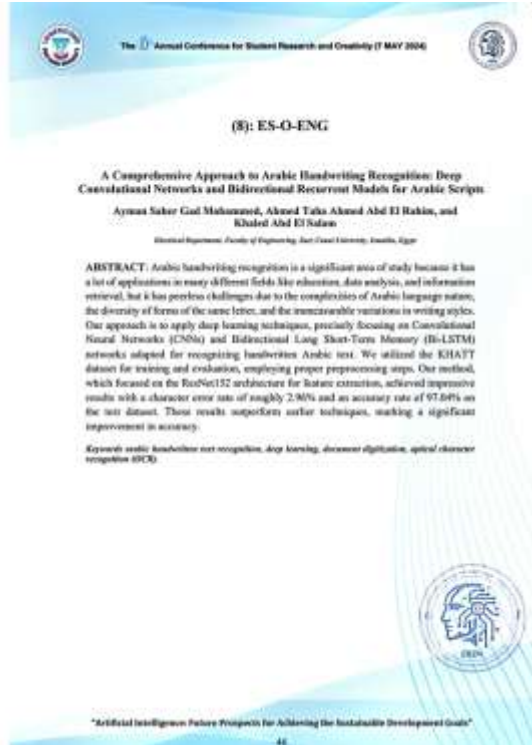 The Annual Conference for Student Research and Creativity (7 MAY 2024)
(8): ES-O-ENG
A Comprehensive Approach to Arabic Handwriting Recognition: Deep
Convolutional Networks and Bidirectional Recurrent Models for Arabic Scripts
Ayman Saber Gad Mohammed, Ahmed Taha Ahmed Abd El Rahim, and
Khaled Abd El Salam
Electrical Department, Faculty of Engineering, Suez Canal University, Ismailia, Egypt
ABSTRACT: Arabic handwriting recognition is a significant area of study because it has
a lot of applications in many different fields like education, data analysis, and information
retrieval, but it has peerless challenges due to the complexities of Arabic language nature,
the diversity of forms of the same letter, and the immeasurable variations in writing styles.
Our approach is to apply deep learning techniques, precisely focusing on Convolutional
Neural Networks (CNNs) and Bidirectional Long Short-Term Memory (Bi-LSTM)
networks adapted for recognizing handwritten Arabic text. We utilized the KHATT
dataset for training and evaluation, employing proper preprocessing steps. Our method,
which focused on the ResNet152 architecture for feature extraction, achieved impressive
results with a character error rate of roughly 2.96% and an accuracy rate of 97.04% on
the test dataset. These results outperform earlier techniques, marking a significant
improvement in accuracy.
Keywords arabic handwritten text recognition, deep learning, document digitization, optical character
recognition (OCR)
"Artificial Intelligence: Future Prospects for Achieving the Sustainable Development Goals"